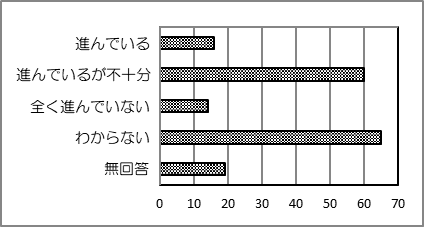 進んでいる
進んでいるが不十分
全く進んでいない
わからない
無回答
0 10 20 30 40 50 60 70